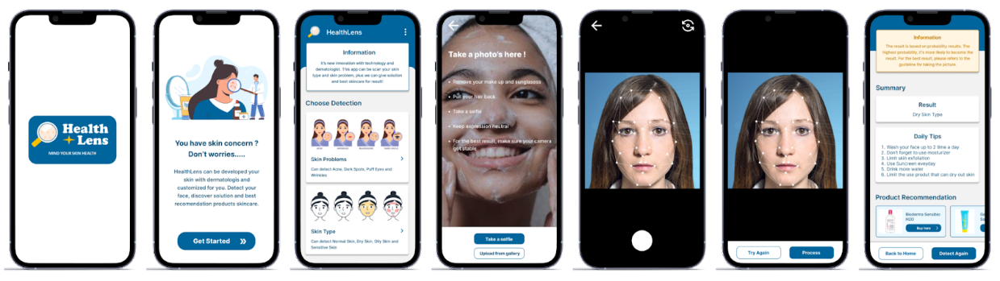 Health
Lens
MIND YOUR SKIN HEALTH
You have skin concern ?
Don't worries.....
HealthLens can be developed your
skin with dermatologis and
customized for you. Detect your
face, discover solution and best
recomendation products skincare.
Get Started
HealthLens
Information
It's new innovation with technology and
dematologist. This app can be scan your skin
type and skin problem, plus we can give solution
and best skincare for result!
Choose Detection
Skin Problems
Can detect Acne, Dark Spots, Puff Eyes and
Wrinkles
Skin Type
Can detect Normal Skin, Dry Skin, Oily Skin and
Sensitive Skin
Take a photo's here !
• Remove your make up and sunglasess
• Pull your hair back
• Take a selfie
• Keep expression neutral
• For the best result, make sure your camera
got stable
Take a selfie
Upload from gallery
Try Again
Process
Information
The result is based on probability results. The
highest probability, it's more likely to become the
result. For the best result, please refers to the
guideline for taking the picture.
Summary
Result
Dry Skin Type
Daily Tips
1. Wash your face up to 2 time a day
2. Don't forget to use mosturizer
3. Limit skin exfoliation
4. Use Suncreen eveyday
5. Drink more water
6. Limit the use produt that can dry out skin
Product Recommendation
Bioderma Sensibio
H2O
Buy here
Back to Home
Detect Again